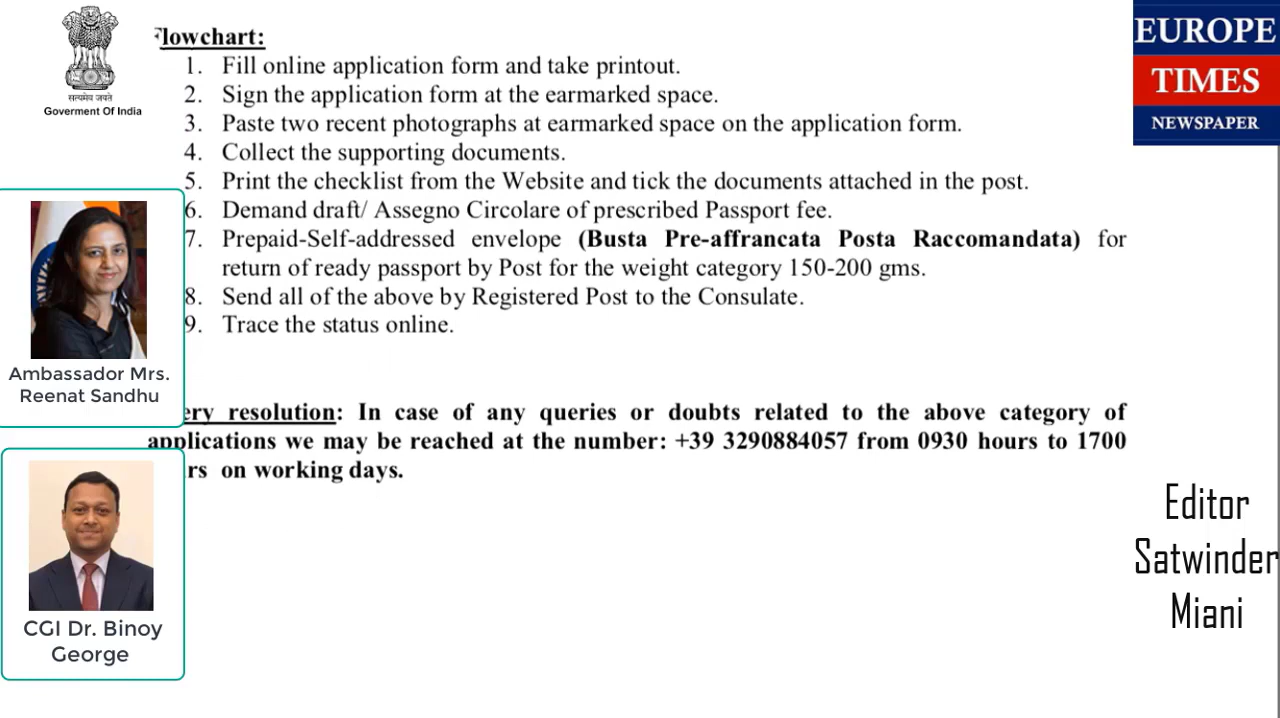 सत्यमेव जयते
Goverment Of India
lowchart:
1. Fill online application form and take printout.
2. Sign the application form at the earmarked space.
3. Paste two recent photographs at earmarked space on the application form.
4. Collect the supporting documents.
5. Print the checklist from the Website and tick the documents attached in the post.
6. Demand draft/ Assegno Circolare of prescribed Passport fee.
7. Prepaid-Self-addressed envelope (Busta Pre-affrancata Posta Raccomandata) for
return of ready passport by Post for the weight category 150-200 gms.
8. Send all of the above by Registered Post to the Consulate.
9. Trace the status online.
ery resolution: In case of any queries or doubts related to the above category of
applications we may be reached at the number: +39 3290884057 from 0930 hours to 1700
rs on working days.
Ambassador Mrs.
Reenat Sandhu
CGI Dr. Binoy
George
EUROPE
TIMES
NEWSPAPER
Editor
Satwinder
Miani